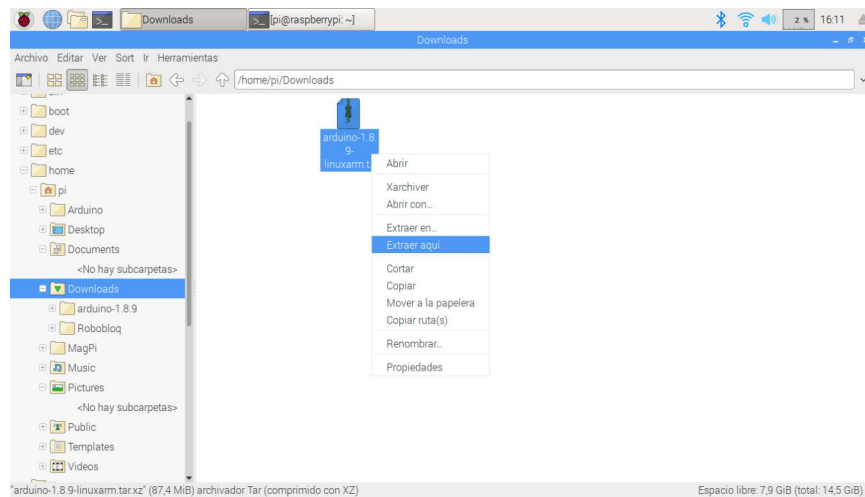 Downloads
[pi@raspberrypi: ~]
2 %
16:11
Downloads
Archivo Editar Ver Sort Ir Herramientas
/home/pi/Downloads
boot
dev
etc
home
pi
Arduino
Desktop
Documents
<No hay subcarpetas>
Downloads
arduino-1.8.9
Robobloq
MagPi
Music
Pictures
<No hay subcarpetas>
Public
Templates
Videos
arduino-1.8.
9-
linuxarm.t
Abrir
Xarchiver
Abrir con...
Extraer en...
Extraer aquí
Cortar
Copiar
Mover a la papelera
Copiar ruta(s)
Renombrar...
Propiedades
"arduino-1.8.9-linuxarm.tar.xz" (87,4 MiB) archivador Tar (comprimido con XZ)
Espacio libre: 7,9 GiB (total: 14,5 GiB)